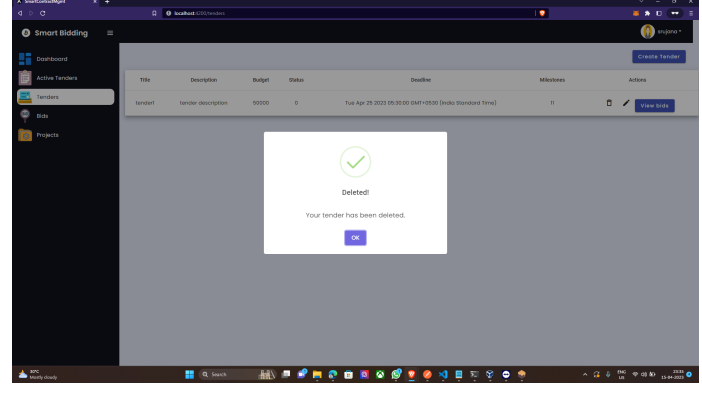 SmartContractMgmt
localhost:4200/tenders
Smart Bidding
srujana
Dashboard
Create Tender
Active Tenders
Title Description Budget Status Deadline Milestones Actions
Tenders
tender1 tender description 50000 0 Tue Apr 25 2023 05:30:00 GMT+0530 (India Standard Time) 11 View bids
Bids
Projects
Deleted!
Your tender has been deleted.
OK
30°C
Mostly cloudy
Search
ENG
US
23:35
15-04-2023